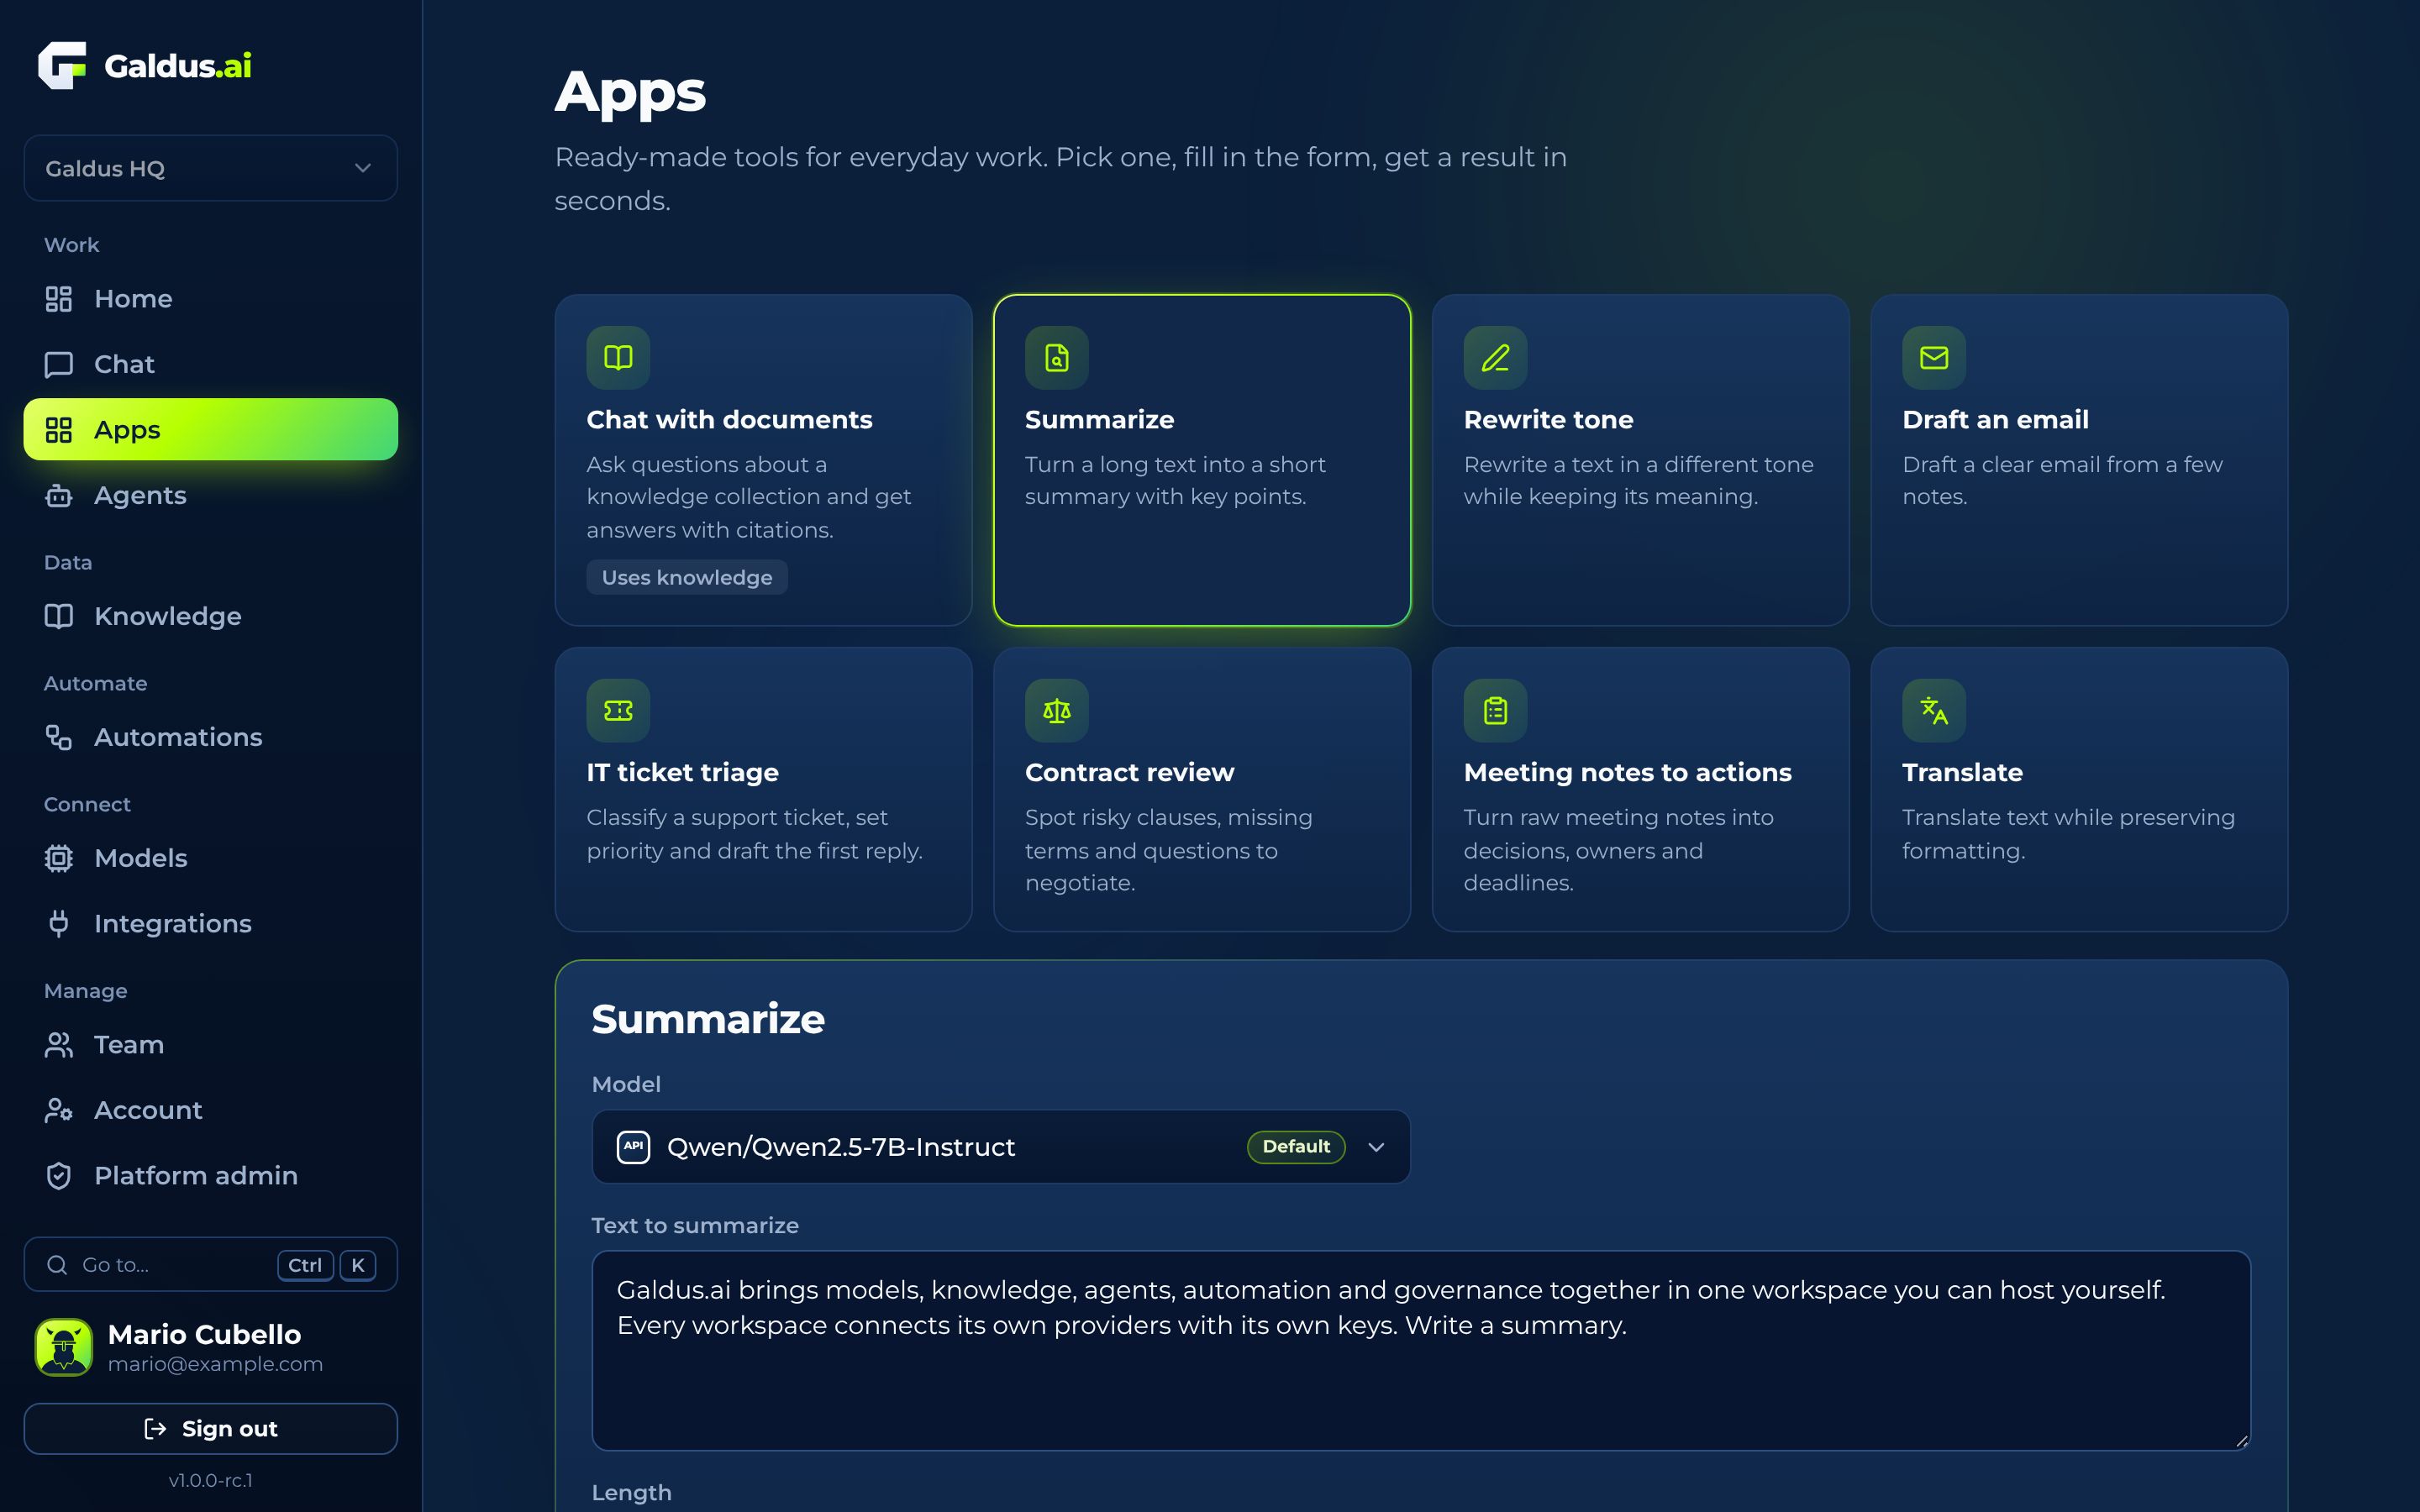 Galdus.ai
Galdus HQ
Work
Home
Chat
Apps
Agents
Data
Knowledge
Automate
Automations
Connect
Models
Integrations
Manage
Team
Account
Platform admin
Go to...
Ctrl K
Mario Cubello
mario@example.com
Sign out
v1.0.0-rc.1
Apps
Ready-made tools for everyday work. Pick one, fill in the form, get a result in
seconds.
Chat with documents
Ask questions about a
knowledge collection and get
answers with citations.
Uses knowledge
Summarize
Turn a long text into a short
summary with key points.
Rewrite tone
Rewrite a text in a different tone
while keeping its meaning.
Draft an email
Draft a clear email from a few
notes.
IT ticket triage
Classify a support ticket, set
priority and draft the first reply.
Contract review
Spot risky clauses, missing
terms and questions to
negotiate.
Meeting notes to actions
Turn raw meeting notes into
decisions, owners and
deadlines.
Translate
Translate text while preserving
formatting.
Summarize
Model
API Qwen/Qwen2.5-7B-Instruct Default
Text to summarize
Galdus.ai brings models, knowledge, agents, automation and governance together in one workspace you can host yourself.
Every workspace connects its own providers with its own keys. Write a summary.
Length